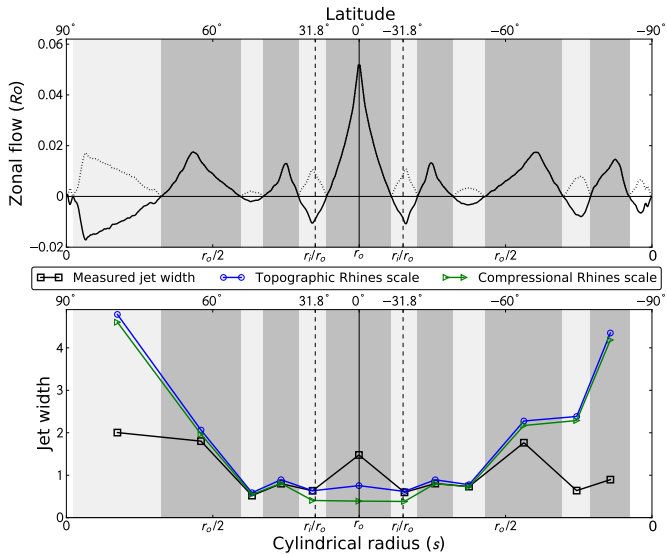 Latitude
90° 60° 31.8° 0° −31.8° −60° −90°
0.06
0.04
0.02
0
−0.02
Zonal flow (Ro)
r_o/2 r_i/r_o r_o r_i/r_o r_o/2 0
Measured jet width Topographic Rhines scale Compressional Rhines scale
90° 60° 31.8° 0° −31.8° −60° −90°
4
3
2
1
0
Jet width
0 r_o/2 r_i/r_o r_o r_i/r_o r_o/2 0
Cylindrical radius (s)